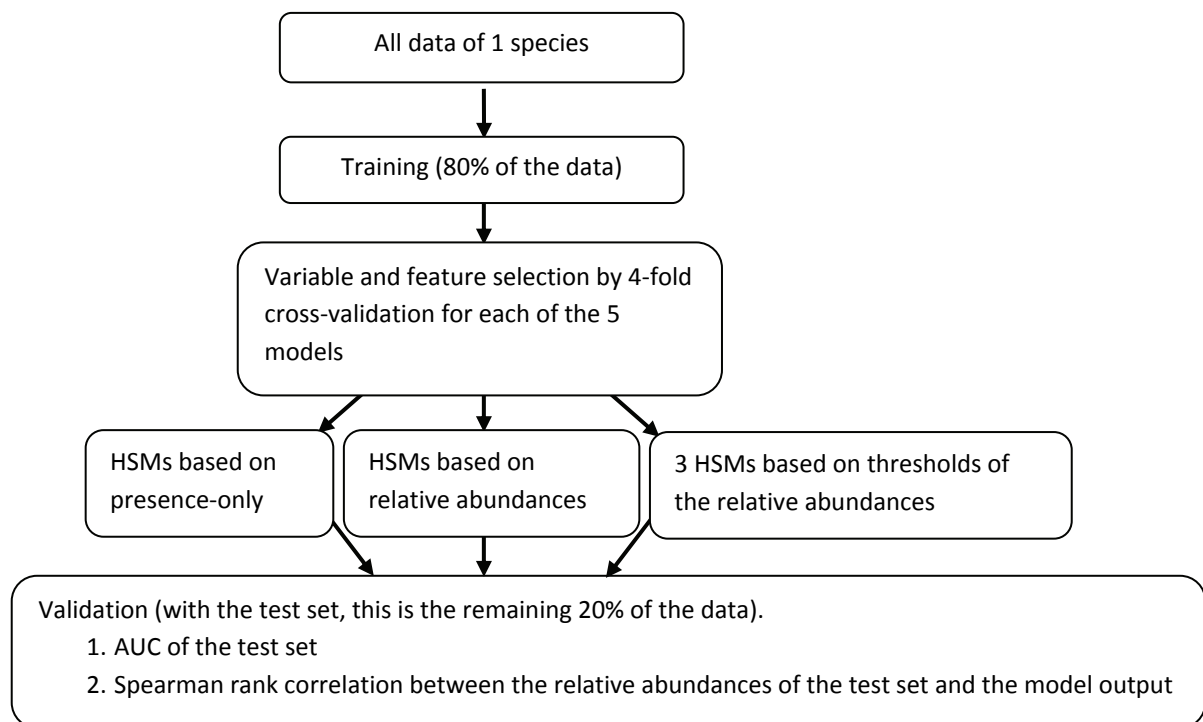 All data of 1 species
Training (80% of the data)
Variable and feature selection by 4-fold
cross-validation for each of the 5
models
HSMs based on
presence-only
HSMs based on
relative abundances
3 HSMs based on thresholds of
the relative abundances
Validation (with the test set, this is the remaining 20% of the data).
1. AUC of the test set
2. Spearman rank correlation between the relative abundances of the test set and the model output